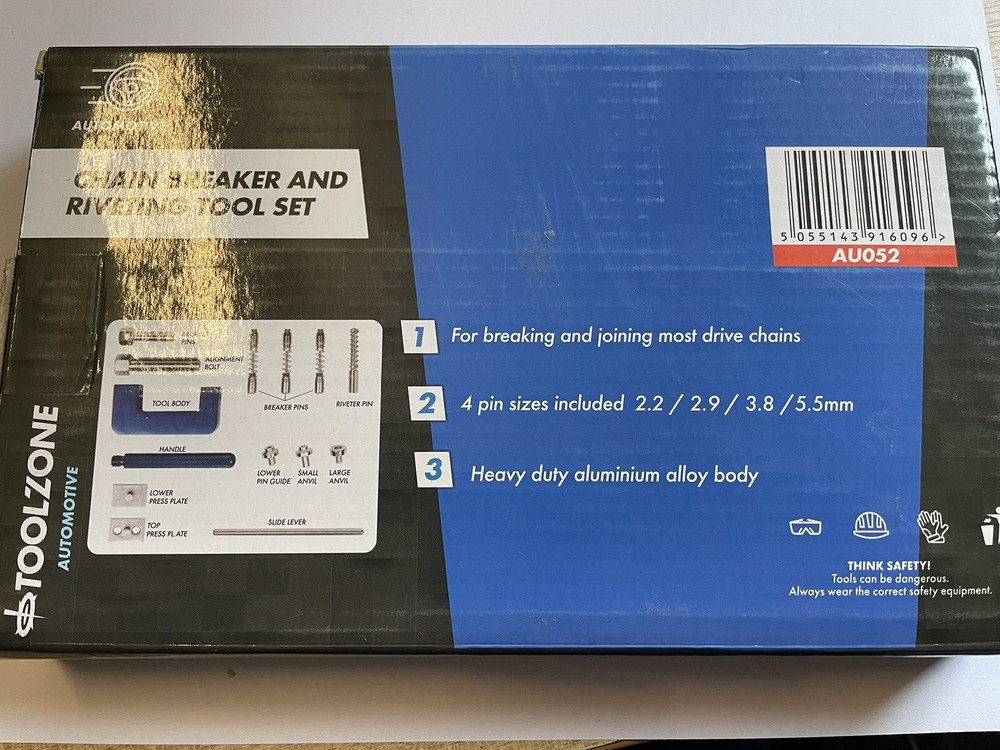 AUTOMOTIVE
CHAIN BREAKER AND
RIVETING TOOL SET
5 055143 916096 >
AU052
PINS
ALIGNMENT
BOLT
TOOL BODY
BREAKER PINS
RIVETER PIN
HANDLE
LOWER
PIN GUIDE
SMALL
ANVIL
LARGE
ANVIL
LOWER
PRESS PLATE
TOP
PRESS PL ATE
SLIDE LEVER
1 For breaking and joining most drive chains
2 4 pin sizes included 2.2 / 2.9 / 3.8 / 5.5mm
3 Heavy duty aluminium alloy body
THINK SAFETY!
Tools can be dangerous.
Always wear the correct safety equipment.
TOOLZONE
AUTOMOTIVE